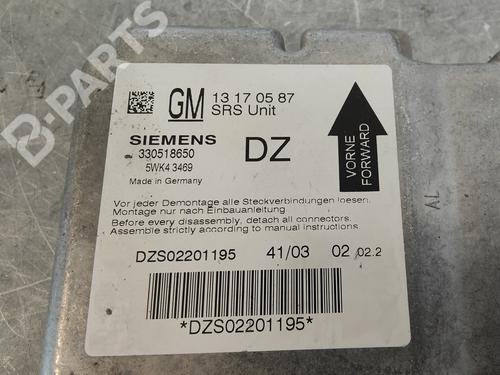 B-PARTS
GM 13 17 05 87
SRS Unit
SIEMENS
330518650
5WK4 3469
Made in Germany
DZ
VORNE
FORWARD
Vor jeder Demontage alle Steckverbindungen loesen.
Montage nur nach Einbauanleitung
Before every disassembly, detach all connectors.
Assemble strictly according to manual instructions.
DZS02201195 41/03 02 02.2
*DZS02201195*